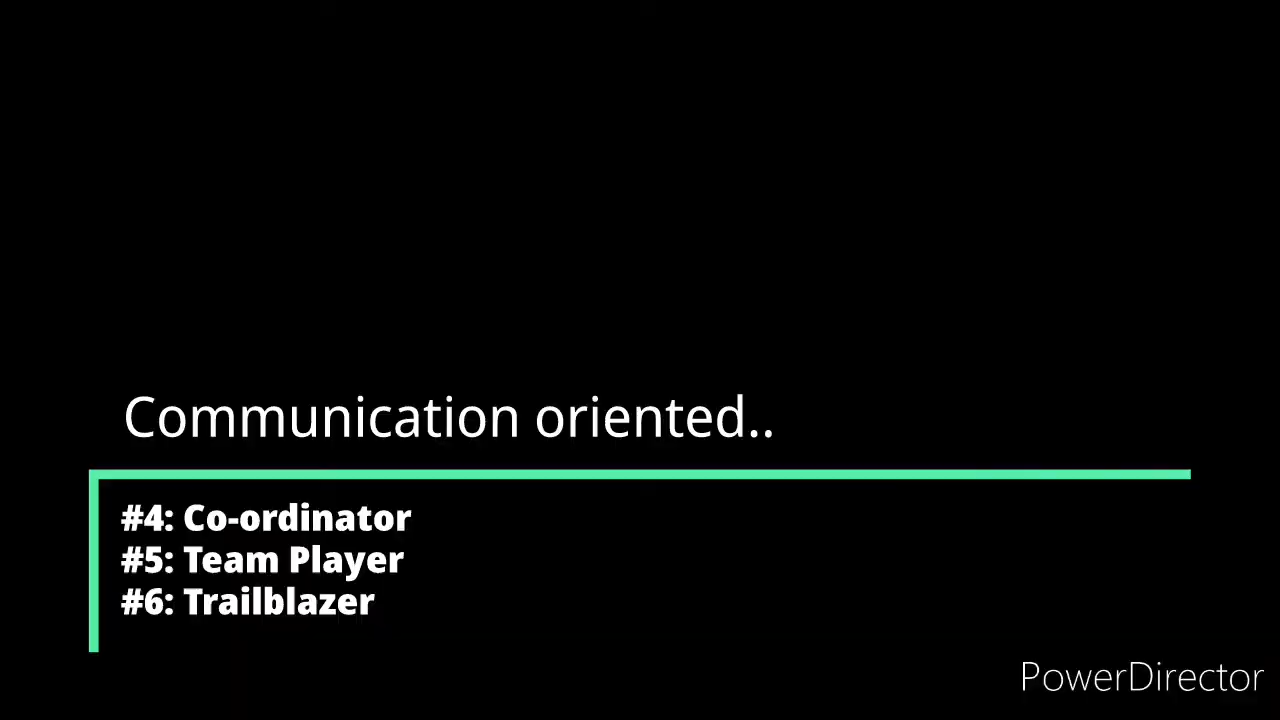 Communication oriented..
#4: Co-ordinator
#5: Team Player
#6: Trailblazer
PowerDirector